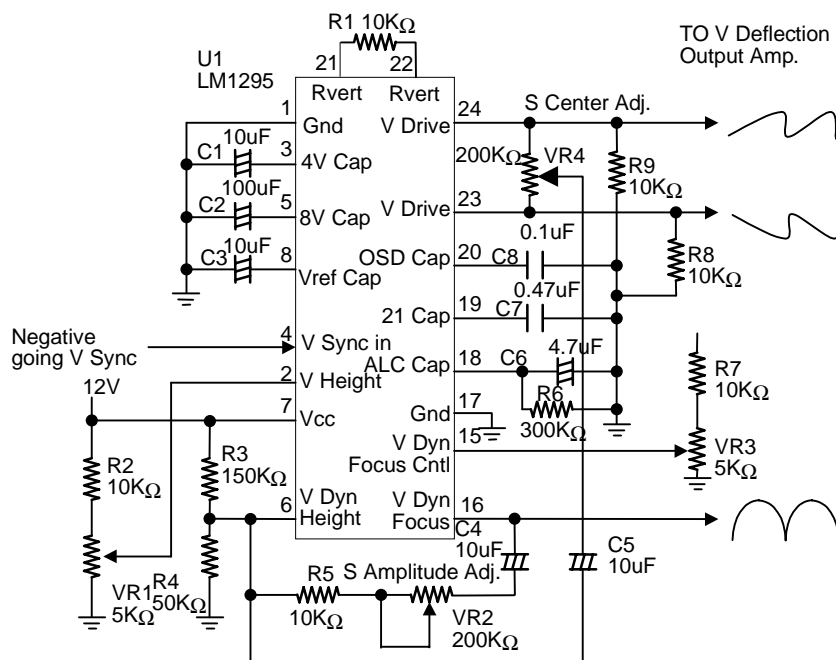 R1 10KΩ
TO V Deflection
Output Amp.
U1
LM1295
21
22
Rvert
Rvert
1
Gnd
V Drive
24
S Center Adj.
10uF
C1
3
4V Cap
200KΩ
VR4
R9
10KΩ
100uF
C2
5
8V Cap
V Drive
23
10uF
C3
8
Vref Cap
OSD Cap
20
C8
0.1uF
R8
10KΩ
21 Cap
19
C7
0.47uF
Negative
going V Sync
4
V Sync in
ALC Cap
18
C6
4.7uF
12V
2
V Height
R6
300KΩ
R7
10KΩ
7
Vcc
Gnd
17
R2
10KΩ
R3
150KΩ
V Dyn
Focus Cntl
15
VR3
5KΩ
6
V Dyn
Height
V Dyn
Focus
16
C4
10uF
C5
10uF
VR1
5KΩ
R4
50KΩ
S Amplitude Adj.
R5
10KΩ
VR2
200KΩ